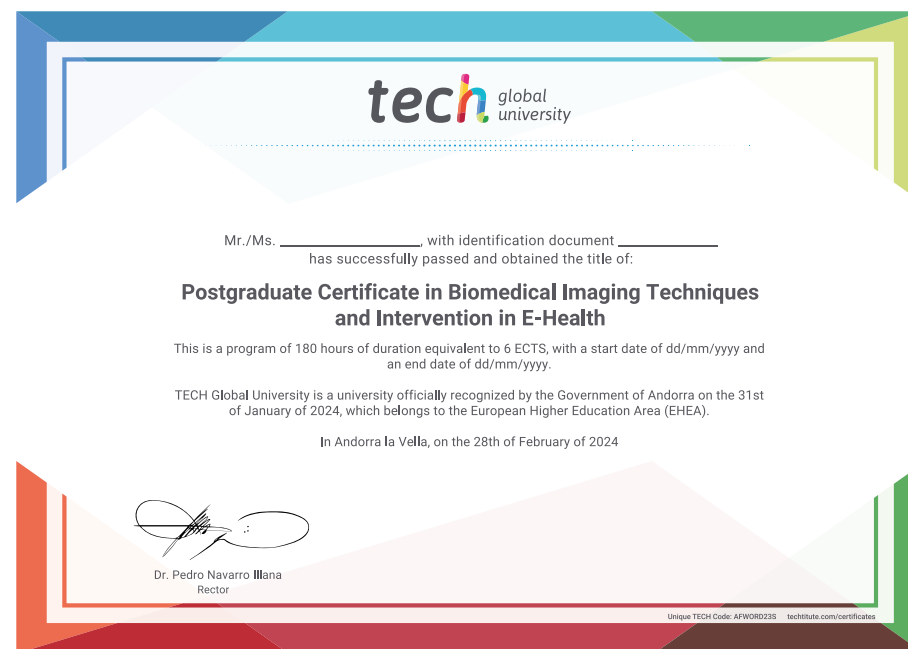 tech global university
Mr./Ms. ____________________, with identification document ______________
has successfully passed and obtained the title of:
Postgraduate Certificate in Biomedical Imaging Techniques
and Intervention in E-Health
This is a program of 180 hours of duration equivalent to 6 ECTS, with a start date of dd/mm/yyyy and
an end date of dd/mm/yyyy.
TECH Global University is a university officially recognized by the Government of Andorra on the 31st
of January of 2024, which belongs to the European Higher Education Area (EHEA).
In Andorra la Vella, on the 28th of February of 2024
Dr. Pedro Navarro Illana
Rector
Unique TECH Code: AFWORD23S techtitute.com/certificates